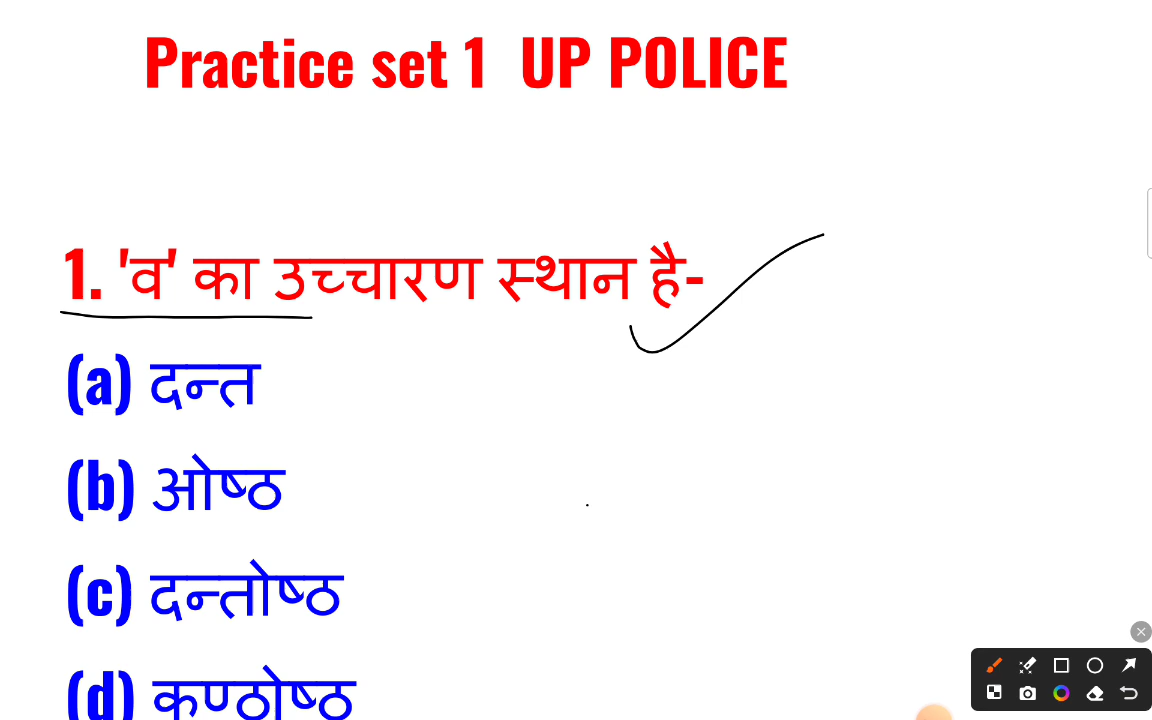 Practice set 1 UP POLICE
1. 'व' का उच्चारण स्थान है-
(a) दन्त
(b) ओष्ठ
(c) दन्तोष्ठ
(d) कण्ठोष्ठ